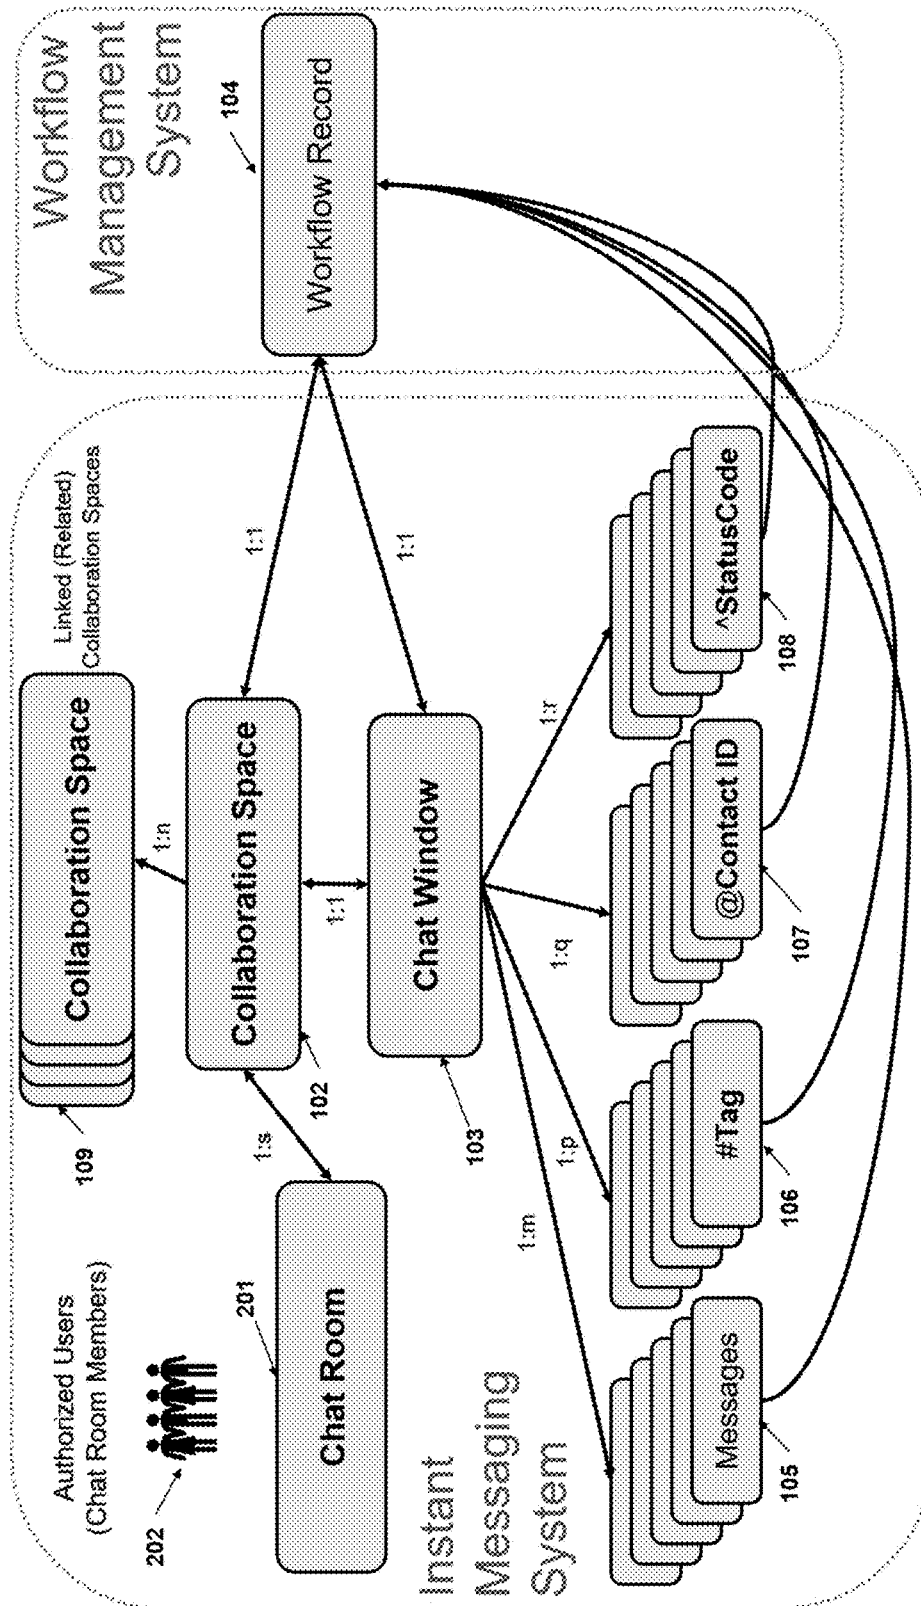 Authorized Users
(Chat Room Members)
202
201
Chat Room
Instant
Messaging
System
109
Collaboration Space
Linked (Related)
Collaboration Spaces
1:n
1:s
102
Collaboration Space
1:1
1:1
1:1
103
Chat Window
1:m
1:p
1:q
1:r
Messages
105
#Tag
106
@Contact ID
107
^StatusCode
108
Workflow
Management
System
104
Workflow Record